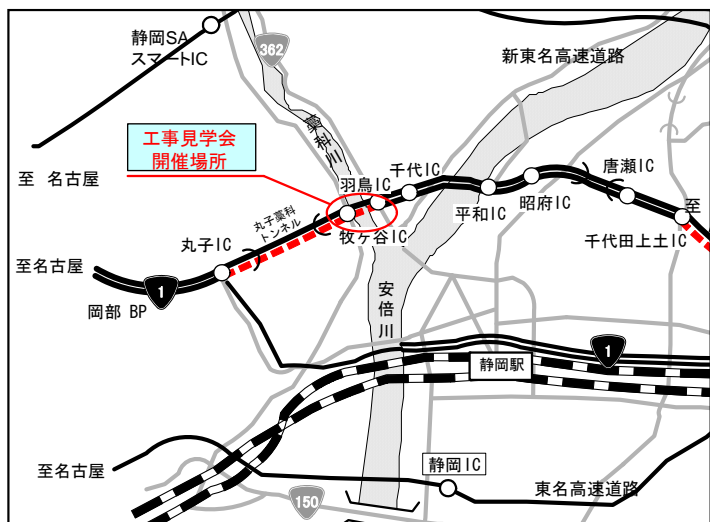 静岡SA
スマートIC
362
新東名高速道路
藁科川
工事見学会
開催場所
至 名古屋
羽鳥IC
千代IC
唐瀬IC
至
昭府IC
平和IC
丸子藁科
トンネル
牧ヶ谷IC
千代田上土IC
丸子IC
至名古屋
1
岡部 BP
安倍川
1
静岡駅
至名古屋
静岡IC
東名高速道路
150